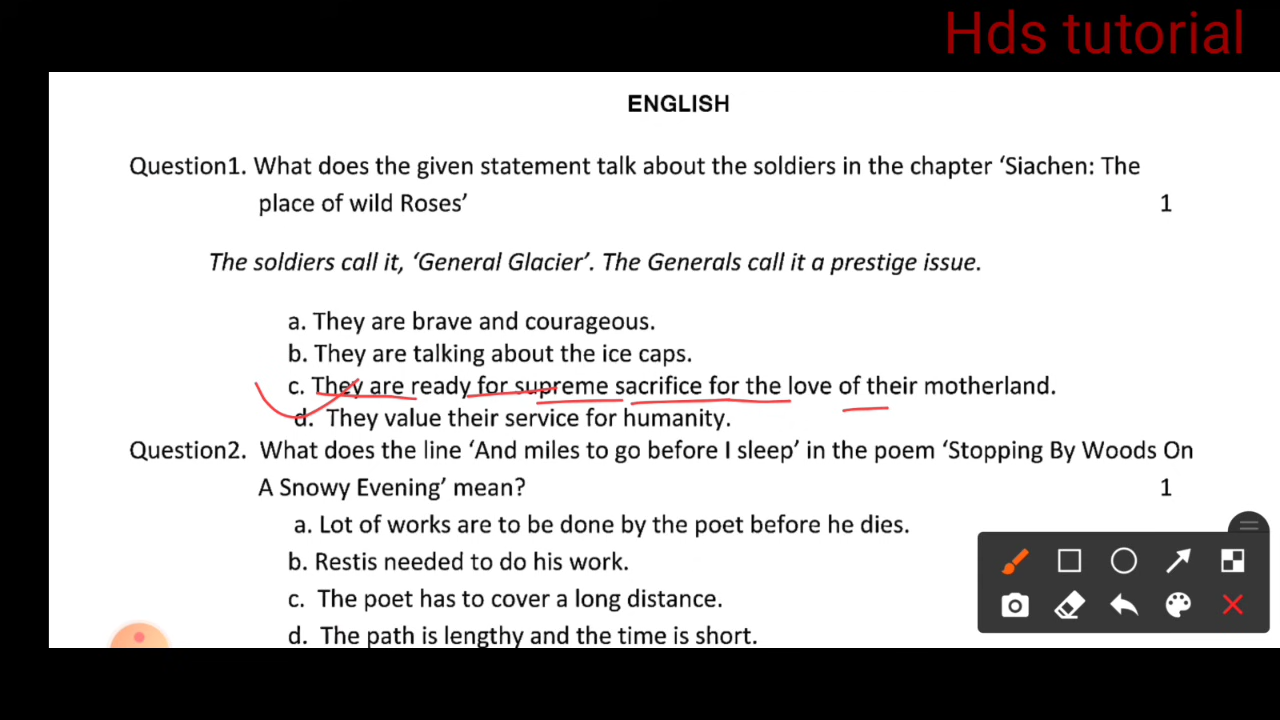 Hds tutorial
ENGLISH
Question1. What does the given statement talk about the soldiers in the chapter ‘Siachen: The
place of wild Roses’ 1
The soldiers call it, ‘General Glacier’. The Generals call it a prestige issue.
a. They are brave and courageous.
b. They are talking about the ice caps.
c. They are ready for supreme sacrifice for the love of their motherland.
d. They value their service for humanity.
Question2. What does the line ‘And miles to go before I sleep’ in the poem ‘Stopping By Woods On
A Snowy Evening’ mean? 1
a. Lot of works are to be done by the poet before he dies.
b. Restis needed to do his work.
c. The poet has to cover a long distance.
d. The path is lengthy and the time is short.